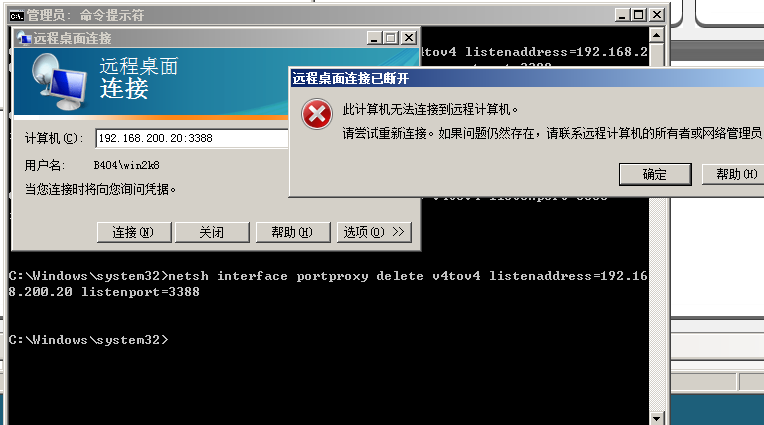 管理员: 命令提示符
远程桌面连接
远程桌面
连接
计算机(C):
192.168.200.20:3388
用户名:
B404\win2k8
当您连接时将向您询问凭据。
连接(N)
关闭
帮助(H)
选项(O) >>
tov4 listenaddress=192.168.2
远程桌面连接已断开
此计算机无法连接到远程计算机。
请尝试重新连接。如果问题仍然存在，请联系远程计算机的所有者或网络管理员
确定
帮助(H)
C:\Windows\system32>netsh interface portproxy delete v4tov4 listenaddress=192.16
8.200.20 listenport=3388
C:\Windows\system32>